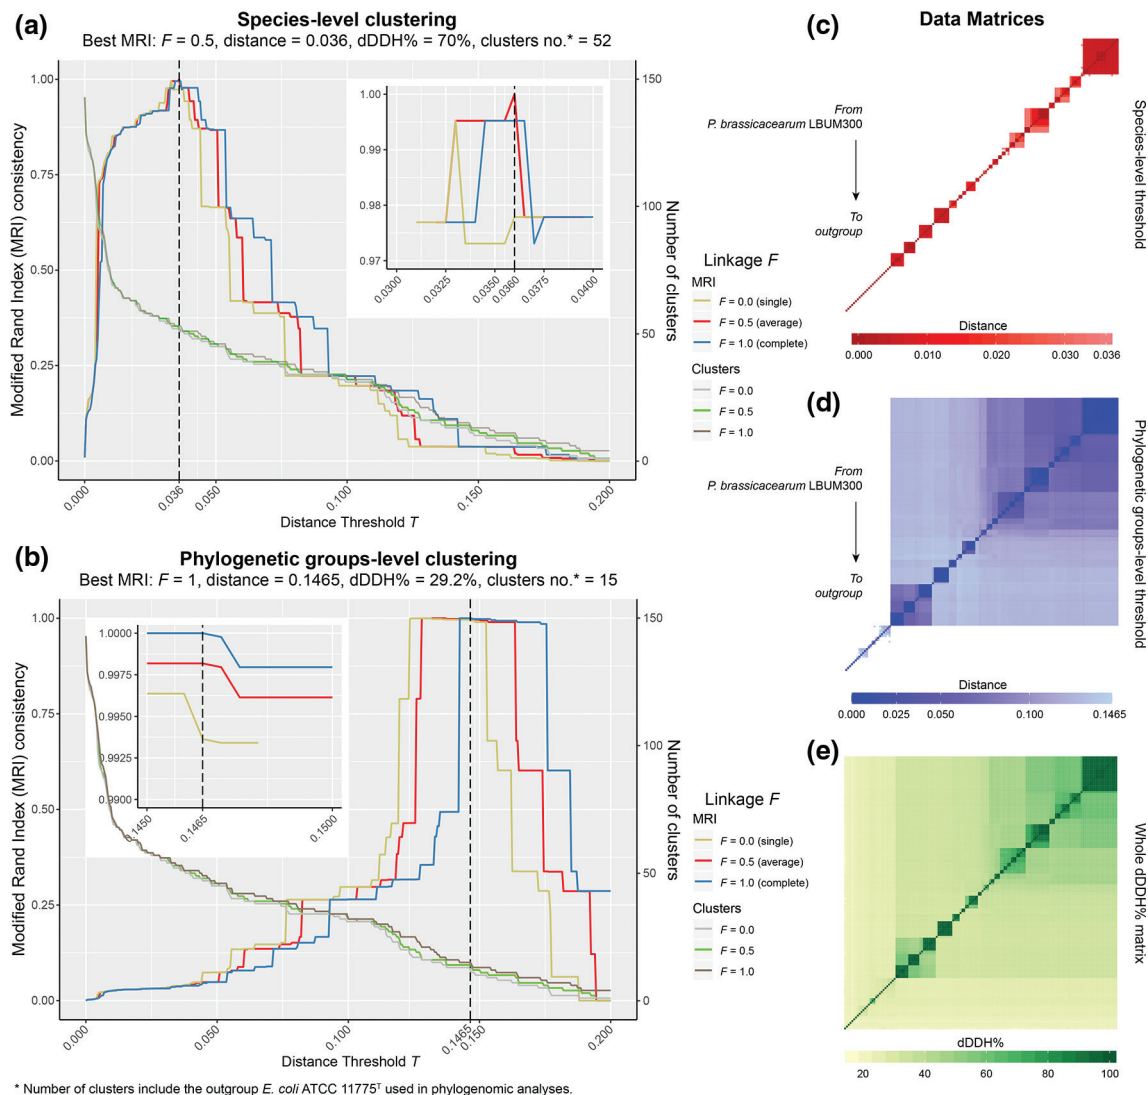 (a)
Species-level clustering
Best MRI: F = 0.5, distance = 0.036, dDDH% = 70%, clusters no.* = 52
Modified Rand Index (MRI) consistency
1.00
0.75
0.50
0.25
0.00
150
100
50
0
Number of clusters
1.00
0.99
0.98
0.97
0.0300
0.0325
0.0350
0.0360
0.0375
0.0400
0.000
0.036
0.050
0.100
0.150
0.200
Distance Threshold T
Linkage F
MRI
F = 0.0 (single)
F = 0.5 (average)
F = 1.0 (complete)
Clusters
F = 0.0
F = 0.5
F = 1.0
(b)
Phylogenetic groups-level clustering
Best MRI: F = 1, distance = 0.1465, dDDH% = 29.2%, clusters no.* = 15
Modified Rand Index (MRI) consistency
1.00
0.75
0.50
0.25
0.00
150
100
50
0
Number of clusters
1.0000
0.9975
0.9950
0.9925
0.9900
0.1450
0.1465
0.1500
0.000
0.050
0.100
0.1465
0.150
0.200
Distance Threshold T
Linkage F
MRI
F = 0.0 (single)
F = 0.5 (average)
F = 1.0 (complete)
Clusters
F = 0.0
F = 0.5
F = 1.0
* Number of clusters include the outgroup E. coli ATCC 11775T used in phylogenomic analyses.
Data Matrices
(c)
From
P. brassicacearum LBUM300
To
outgroup
Species-level threshold
Distance
0.000 0.010 0.020 0.030 0.036
(d)
From
P. brassicacearum LBUM300
To
outgroup
Phylogenetic groups-level threshold
Distance
0.000 0.025 0.050 0.100 0.1465
(e)
Whole dDDH% matrix
dDDH%
20 40 60 80 100